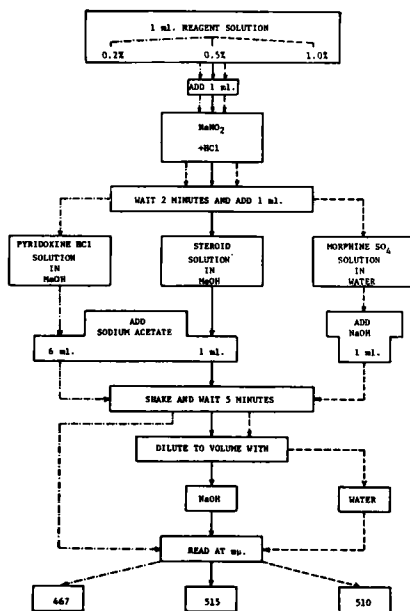 1 ml. REAGENT SOLUTION
0.2% 0.5% 1.0%
ADD 1 ml.
NaNO2
+HCl
WAIT 2 MINUTES AND ADD 1 ml.
PYRIDOXINE HCl
SOLUTION
IN
MeOH
STEROID
SOLUTION
IN
MeOH
MORPHINE SO4
SOLUTION
IN
WATER
ADD
SODIUM ACETATE
6 ml. 1 ml.
ADD
NaOH
1 ml.
SHAKE AND WAIT 5 MINUTES
DILUTE TO VOLUME WITH
NaOH
WATER
READ AT mµ.
467
515
510